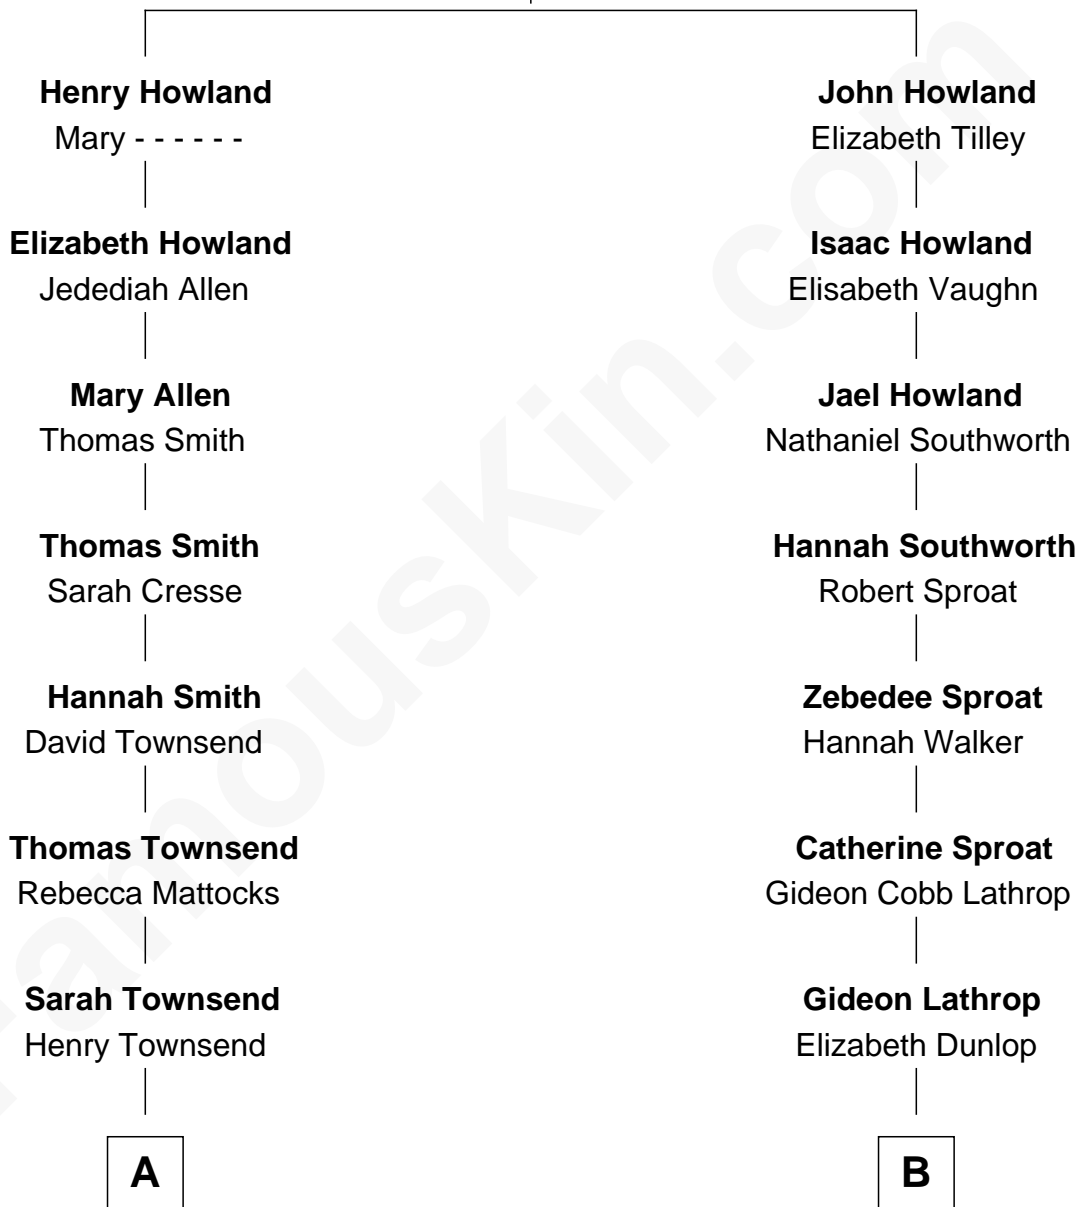 Henry Howland
Mary - - - - - -
Elizabeth Howland
Jedediah Allen
Mary Allen
Thomas Smith
Thomas Smith
Sarah Cresse
Hannah Smith
David Townsend
Thomas Townsend
Rebecca Mattocks
Sarah Townsend
Henry Townsend
A
John Howland
Elizabeth Tilley
Isaac Howland
Elisabeth Vaughn
Jael Howland
Nathaniel Southworth
Hannah Southworth
Robert Sproat
Zebedee Sproat
Hannah Walker
Catherine Sproat
Gideon Cobb Lathrop
Gideon Lathrop
Elizabeth Dunlop
B
FamousKin.com